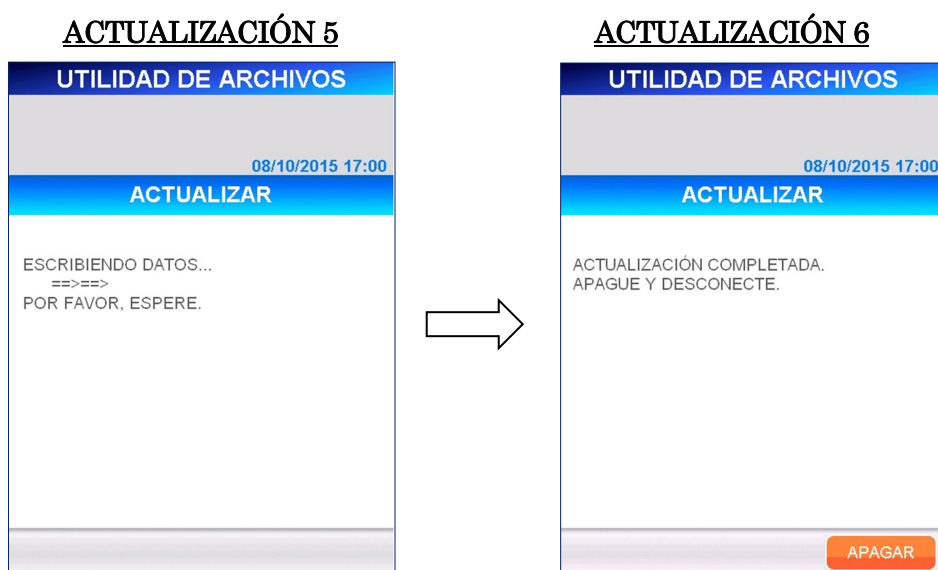 ACTUALIZACIÓN 5
UTILIDAD DE ARCHIVOS
08/10/2015 17:00
ACTUALIZAR
ESCRIBIENDO DATOS...
==>==>
POR FAVOR, ESPERE.
ACTUALIZACIÓN 6
UTILIDAD DE ARCHIVOS
08/10/2015 17:00
ACTUALIZAR
ACTUALIZACIÓN COMPLETADA.
APAGUE Y DESCONECTE.
APAGAR